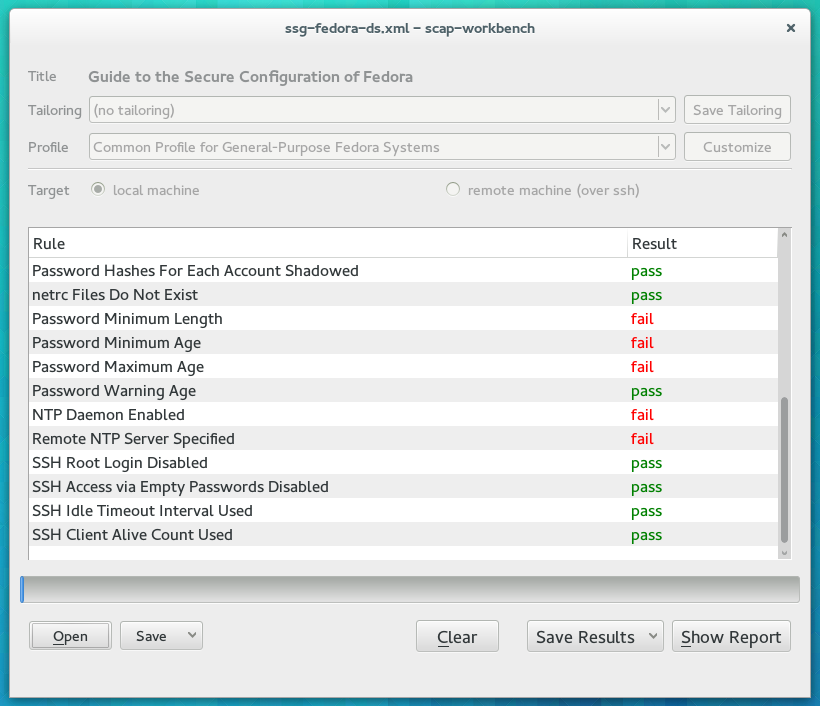 ssg-fedora-ds.xml - scap-workbench
Title Guide to the Secure Configuration of Fedora
Tailoring (no tailoring) Save Tailoring
Profile Common Profile for General-Purpose Fedora Systems Customize
Target local machine remote machine (over ssh)
Rule Result
Password Hashes For Each Account Shadowed pass
netrc Files Do Not Exist pass
Password Minimum Length fail
Password Minimum Age fail
Password Maximum Age fail
Password Warning Age pass
NTP Daemon Enabled fail
Remote NTP Server Specified fail
SSH Root Login Disabled pass
SSH Access via Empty Passwords Disabled pass
SSH Idle Timeout Interval Used pass
SSH Client Alive Count Used pass
Open Save Clear Save Results Show Report